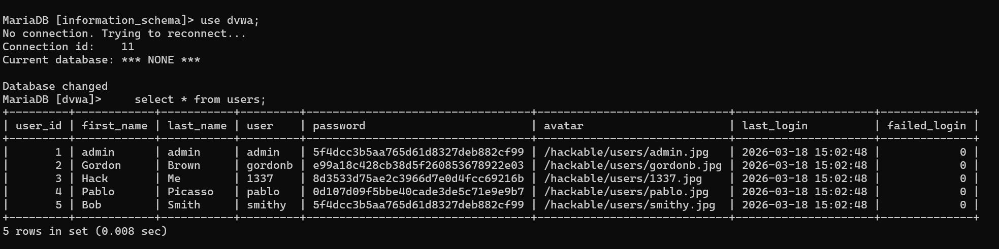 MariaDB [information_schema]> use dvwa;
No connection. Trying to reconnect...
Connection id:    11
Current database: *** NONE ***

Database changed
MariaDB [dvwa]>     select * from users;
+---------+------------+-----------+---------+----------------------------------+-----------------------------+---------------------+--------------+
| user_id | first_name | last_name | user    | password                         | avatar                      | last_login          | failed_login |
+---------+------------+-----------+---------+----------------------------------+-----------------------------+---------------------+--------------+
|       1 | admin      | admin     | admin   | 5f4dcc3b5aa765d61d8327deb882cf99 | /hackable/users/admin.jpg   | 2026-03-18 15:02:48 |            0 |
|       2 | Gordon     | Brown     | gordonb | e99a18c428cb38d5f260853678922e03 | /hackable/users/gordonb.jpg | 2026-03-18 15:02:48 |            0 |
|       3 | Hack       | Me        | 1337    | 8d3533d75ae2c3966d7e0d4fcc69216b | /hackable/users/1337.jpg    | 2026-03-18 15:02:48 |            0 |
|       4 | Pablo      | Picasso   | pablo   | 0d107d09f5bbe40cade3de5c71e9e9b7 | /hackable/users/pablo.jpg   | 2026-03-18 15:02:48 |            0 |
|       5 | Bob        | Smith     | smithy  | 5f4dcc3b5aa765d61d8327deb882cf99 | /hackable/users/smithy.jpg  | 2026-03-18 15:02:48 |            0 |
+---------+------------+-----------+---------+----------------------------------+-----------------------------+---------------------+--------------+
5 rows in set (0.008 sec)